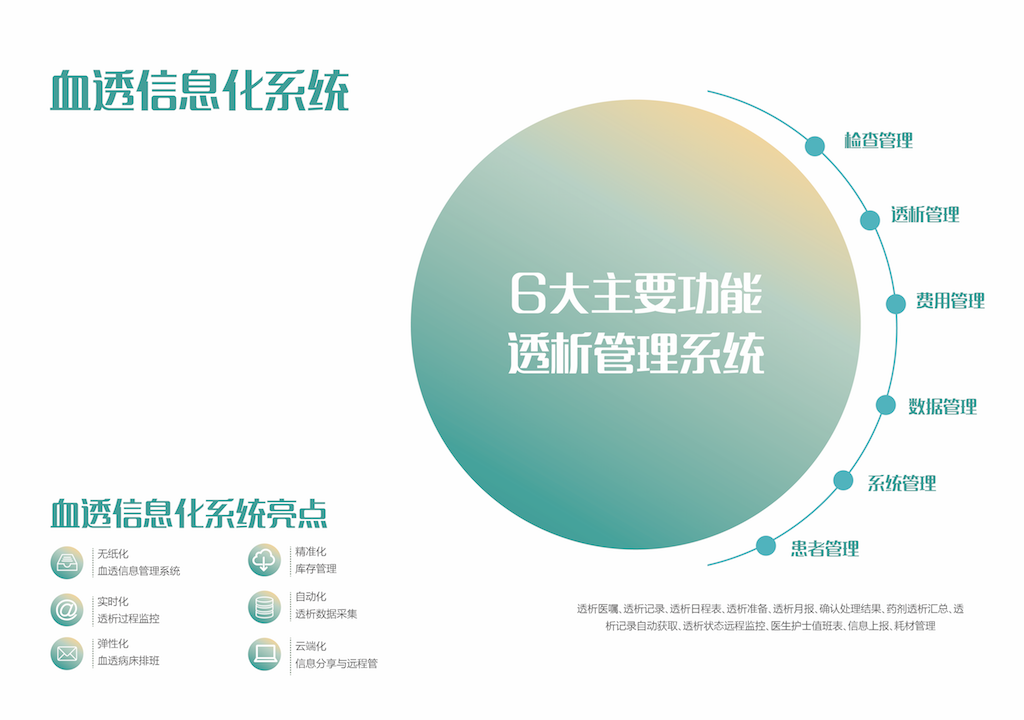 血透信息化系统
6大主要功能
透析管理系统
检查管理
透析管理
费用管理
数据管理
系统管理
患者管理
血透信息化系统亮点
无纸化
血透信息管理系统
实时化
透析过程监控
弹性化
血透病床排班
精准化
库存管理
自动化
透析数据采集
云端化
信息分享与远程管
透析医嘱、透析记录、透析日程表、透析准备、透析月报、确认处理结果、药剂透析汇总、透
析记录自动获取、透析状态远程监控、医生护士值班表、信息上报、耗材管理